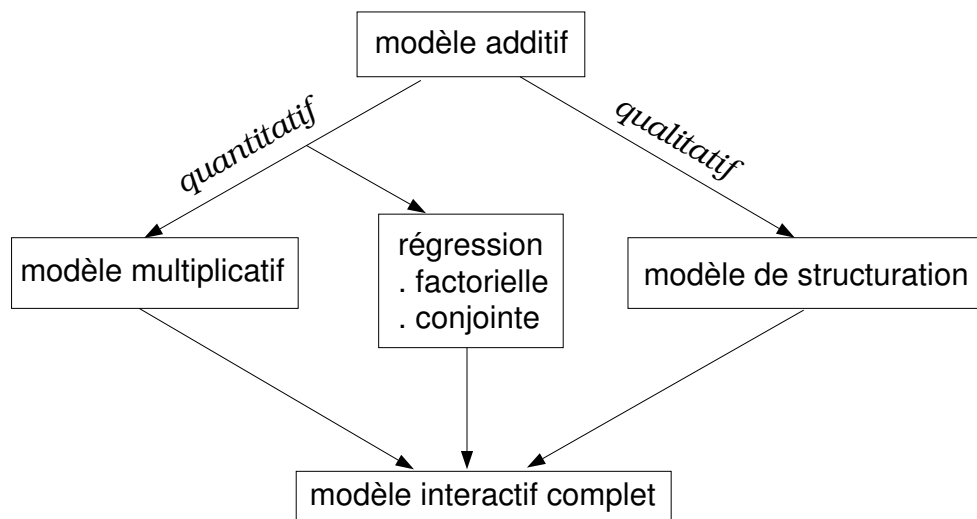 modèle additif
quantitatif
qualitatif
modèle multiplicatif
régression
. factorielle
. conjointe
modèle de structuration
modèle interactif complet